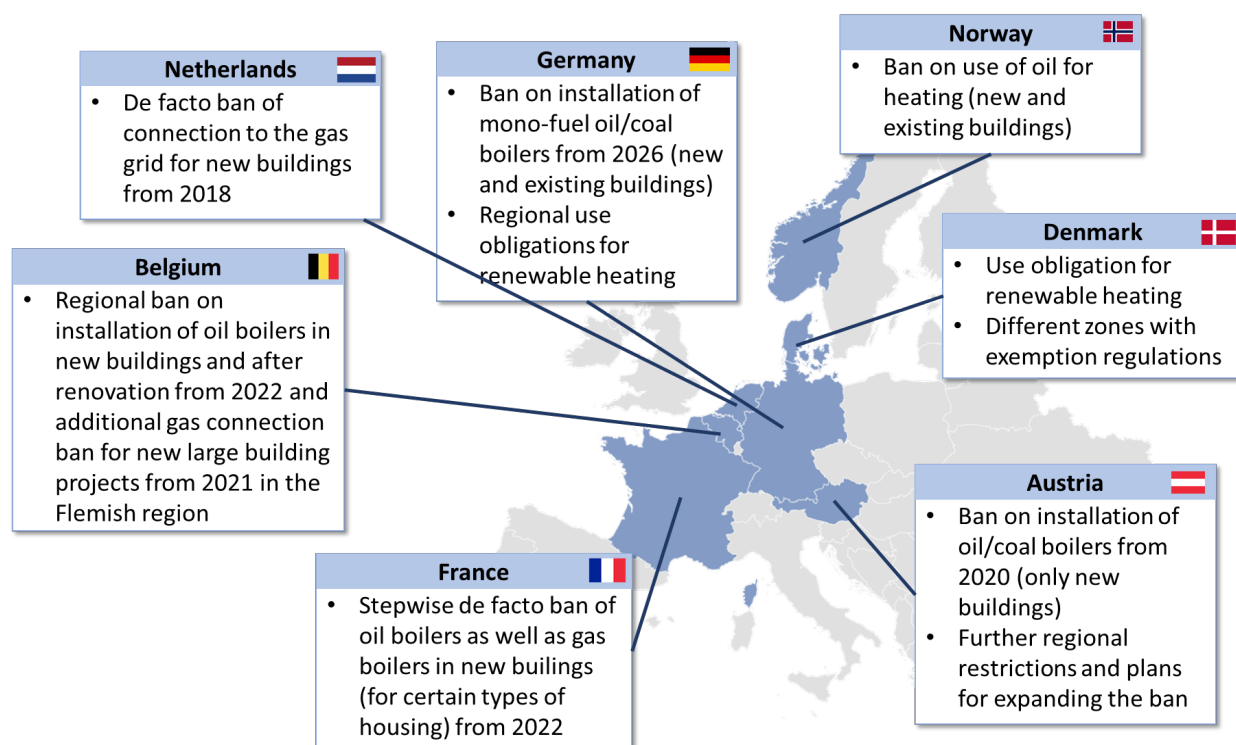 Netherlands
• De facto ban of
connection to the gas
grid for new buildings
from 2018
Germany
• Ban on installation of
mono-fuel oil/coal
boilers from 2026 (new
and existing buildings)
• Regional use
obligations for
renewable heating
Norway
• Ban on use of oil for
heating (new and
existing buildings)
Belgium
• Regional ban on
installation of oil boilers in
new buildings and after
renovation from 2022 and
additional gas connection
ban for new large building
projects from 2021 in the
Flemish region
Denmark
• Use obligation for
renewable heating
• Different zones with
exemption regulations
France
• Stepwise de facto ban of
oil boilers as well as gas
boilers in new builings
(for certain types of
housing) from 2022
Austria
• Ban on installation of
oil/coal boilers from
2020 (only new
buildings)
• Further regional
restrictions and plans
for expanding the ban